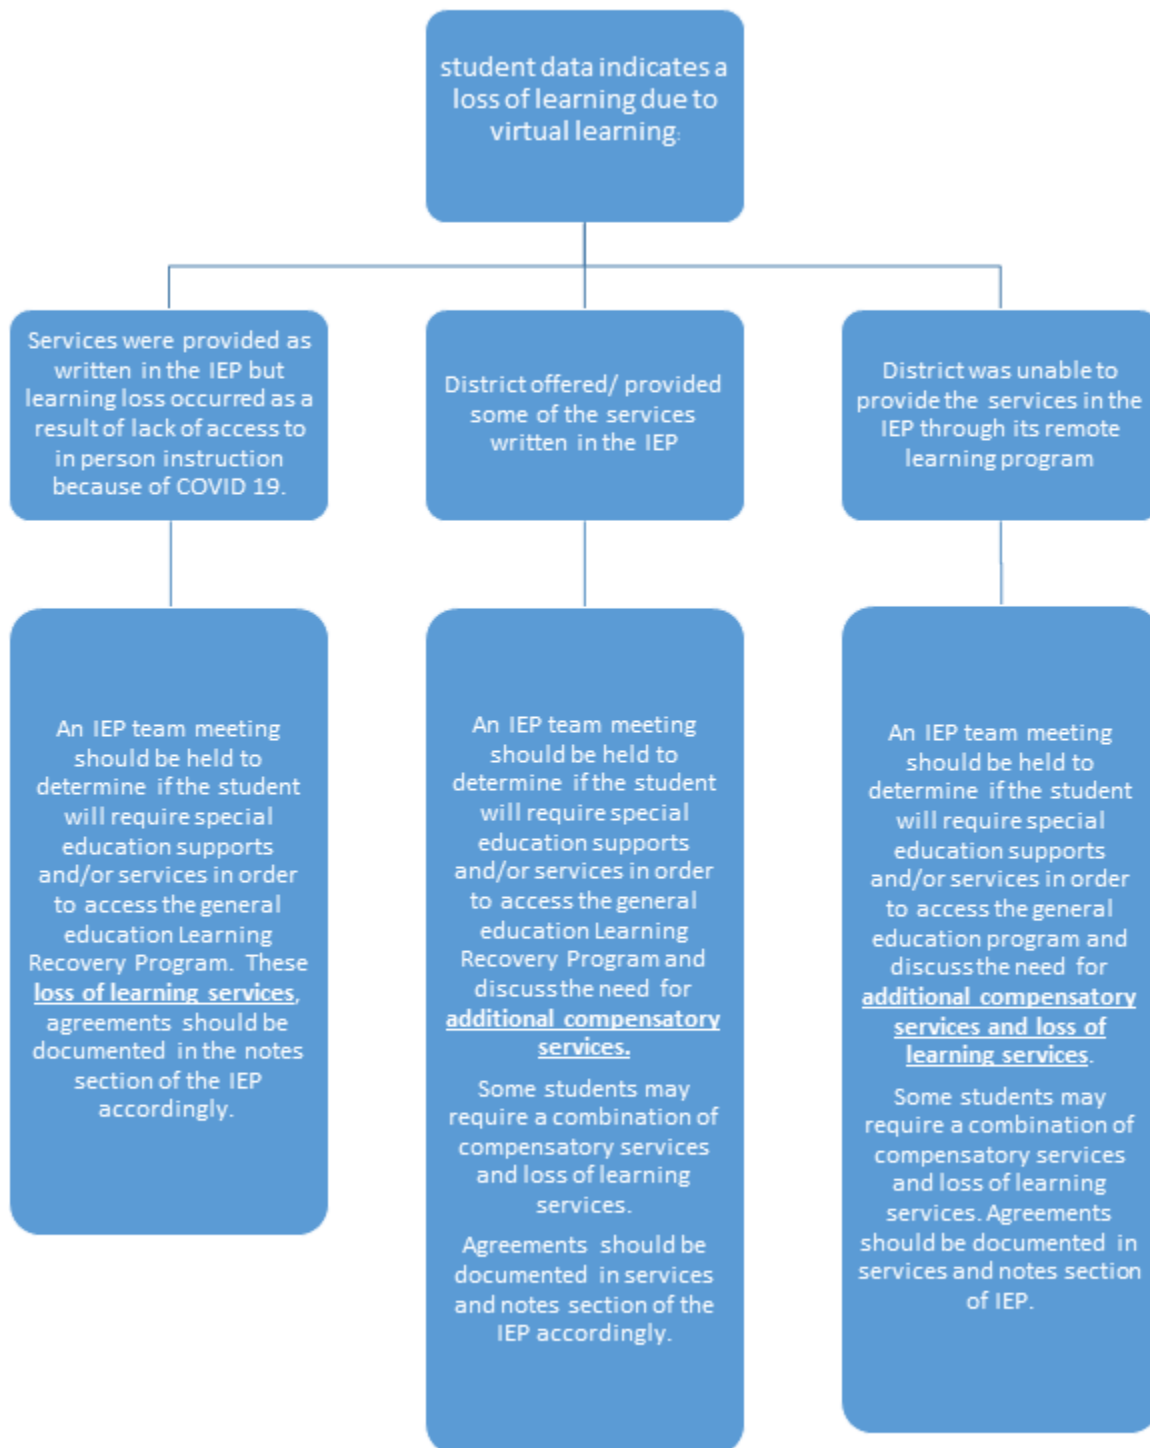 student data indicates a
loss of learning due to
virtual learning:
Services were provided as
written in the IEP but
learning loss occurred as a
result of lack of access to
in person instruction
because of COVID 19.
District offered/ provided
some of the services
written in the IEP
District was unable to
provide the services in the
IEP through its remote
learning program
An IEP team meeting
should be held to
determine if the student
will require special
education supports
and/or services in order
to access the general
education Learning
Recovery Program. These
loss of learning services,
agreements should be
documented in the notes
section of the IEP
accordingly.
An IEP team meeting
should be held to
determine if the student
will require special
education supports
and/or services in order
to access the general
education Learning
Recovery Program and
discuss the need for
additional compensatory
services.
Some students may
require a combination of
compensatory services
and loss of learning
services.
Agreements should be
documented in services
and notes section of the
IEP accordingly.
An IEP team meeting
should be held to
determine if the student
will require special
education supports
and/or services in order
to access the general
education program and
discuss the need for
additional compensatory
services and loss of
learning services.
Some students may
require a combination of
compensatory services
and loss of learning
services. Agreements
should be documented in
services and notes section
of IEP.